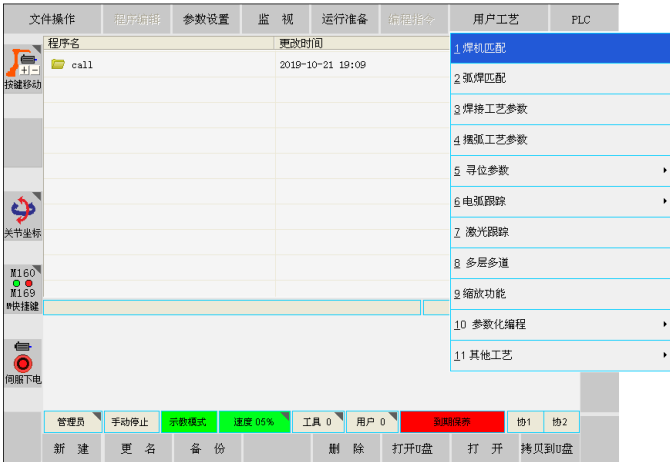 文件操作 程序编辑 参数设置 监 视 运行准备 编程指令 用户工艺 PLC
程序名 更改时间
call 2019-10-21 19:09
按键移动
关节坐标
M160
M169
M快捷键
伺服下电
1 焊机匹配
2 弧焊匹配
3 焊接工艺参数
4 摆弧工艺参数
5 寻位参数
6 电弧跟踪
7 激光跟踪
8 多层多道
9 缩放功能
10 参数化编程
11 其他工艺
管理员 手动停止 示教模式 速度 05% 工具 0 用户 0 到期保养 协1 协2
新 建 更 名 备 份 删 除 打开U盘 打 开 拷贝到U盘